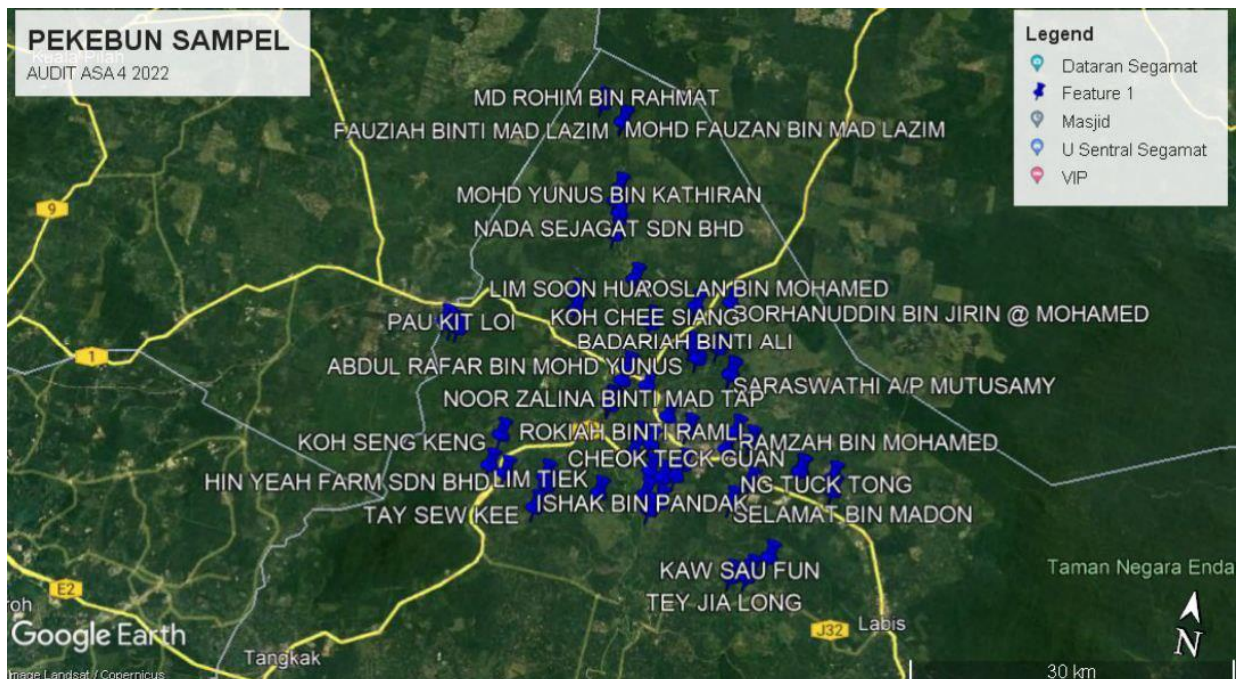 PEKEBUN SAMPEL
AUDIT ASA 4 2022
Legend
Dataran Segamat
Feature 1
Masjid
U Sentral Segamat
VIP
MD ROHIM BIN RAHMAT
FAUZIAH BINTI MAD LAZIM
MOHD FAUZAN BIN MAD LAZIM
9
MOHD YUNUS BIN KATHIRAN
NADA SEJAGAT SDN BHD
LIM SOON HUA
ROSLAN BIN MOHAMED
PAU KIT LOI
KOH CHEE SIANG
BORHANUDDIN BIN JIRIN @ MOHAMED
1
BADARIAH BINTI ALI
ABDUL RAFAR BIN MOHD YUNUS
SARASWATHI A/P MUTUSAMY
NOOR ZALINA BINTI MAD TAP
KOH SENG KENG
ROKIAH BINTI RAMLI
RAMZAH BIN MOHAMED
CHEOK TECK GUAN
HIN YEAH FARM SDN BHD
LIM TIEK
NG TUCK TONG
TAY SEW KEE
ISHAK BIN PANDAK
SELAMAT BIN MADON
KAW SAU FUN
Taman Negara Enda
E2
TEY JIA LONG
roh
J32
Labis
Google Earth
Tangkak
N
30 km
Image Landsat / Copernicus